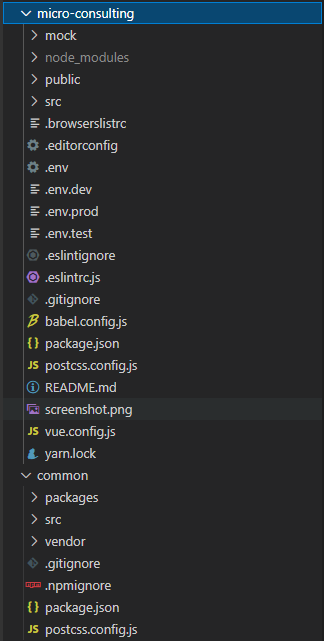 micro-consulting
mock
node_modules
public
src
.browserslistrc
.editorconfig
.env
.env.dev
.env.prod
.env.test
.eslintignore
.eslintrc.js
.gitignore
babel.config.js
package.json
JS postcss.config.js
README.md
screenshot.png
JS vue.config.js
yarn.lock
common
packages
src
vendor
.gitignore
npm .npmignore
package.json
JS postcss.config.js